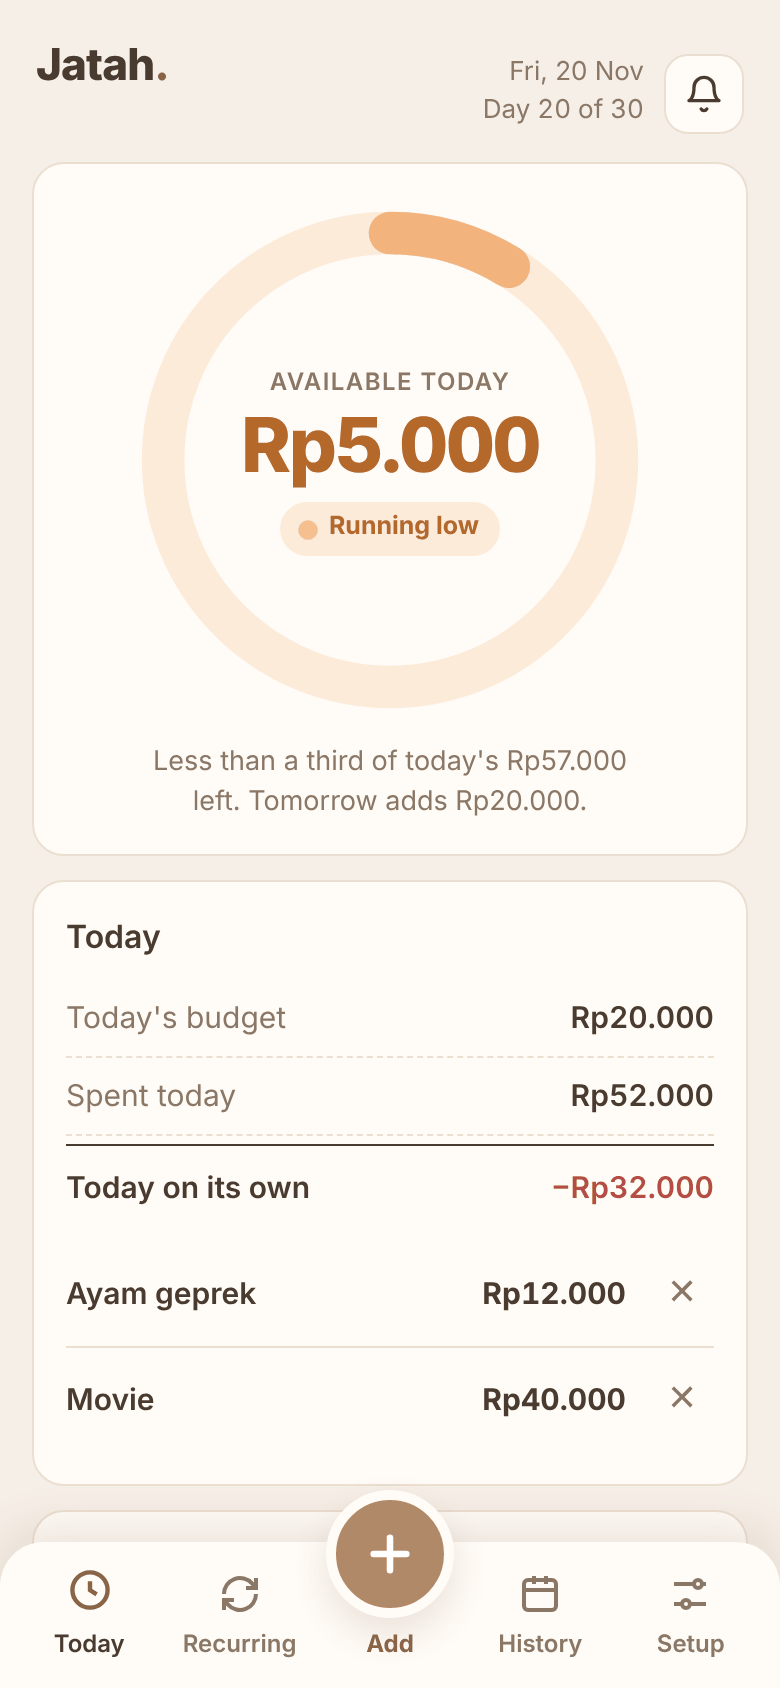 Jatah.
Fri, 20 Nov
Day 20 of 30
AVAILABLE TODAY
Rp5.000
Running low
Less than a third of today's Rp57.000
left. Tomorrow adds Rp20.000.
Today
Today's budget Rp20.000
Spent today Rp52.000
Today on its own −Rp32.000
Ayam geprek Rp12.000 ×
Movie Rp40.000 ×
Today Recurring Add History Setup